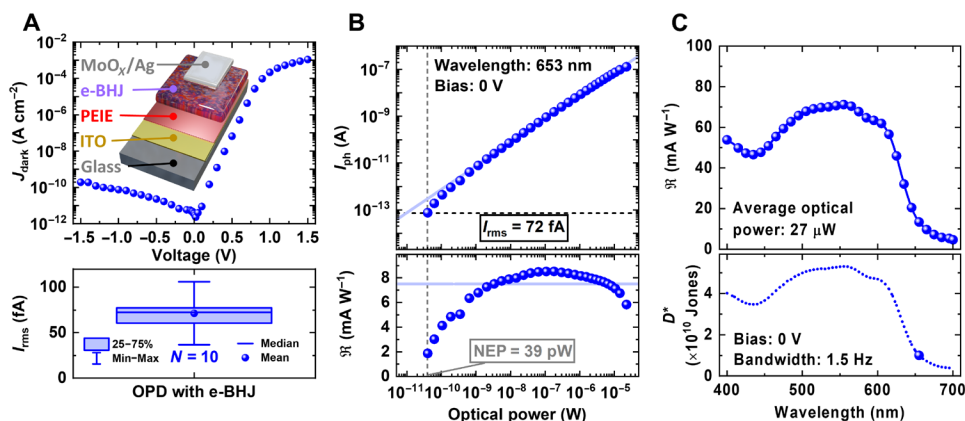 A
10⁻²
10⁻⁴
10⁻⁶
10⁻⁸
10⁻¹⁰
10⁻¹²
J_dark (A cm⁻²)
MoOₓ/Ag
e-BHJ
PEIE
ITO
Glass
−1.5 −1.0 −0.5 0.0 0.5 1.0 1.5
Voltage (V)
100
50
0
I_rms (fA)
25−75%
Min−Max
N = 10
Median
Mean
OPD with e-BHJ
B
10⁻⁷
10⁻⁹
10⁻¹¹
10⁻¹³
I_ph (A)
Wavelength: 653 nm
Bias: 0 V
I_rms = 72 fA
8
6
4
2
0
ℜ (mA W⁻¹)
NEP = 39 pW
10⁻¹¹ 10⁻¹⁰ 10⁻⁹ 10⁻⁸ 10⁻⁷ 10⁻⁶ 10⁻⁵
Optical power (W)
C
100
80
60
40
20
0
ℜ (mA W⁻¹)
Average optical
power: 27 μW
4
2
0
D*
(×10¹⁰ Jones)
Bias: 0 V
Bandwidth: 1.5 Hz
400 500 600 700
Wavelength (nm)